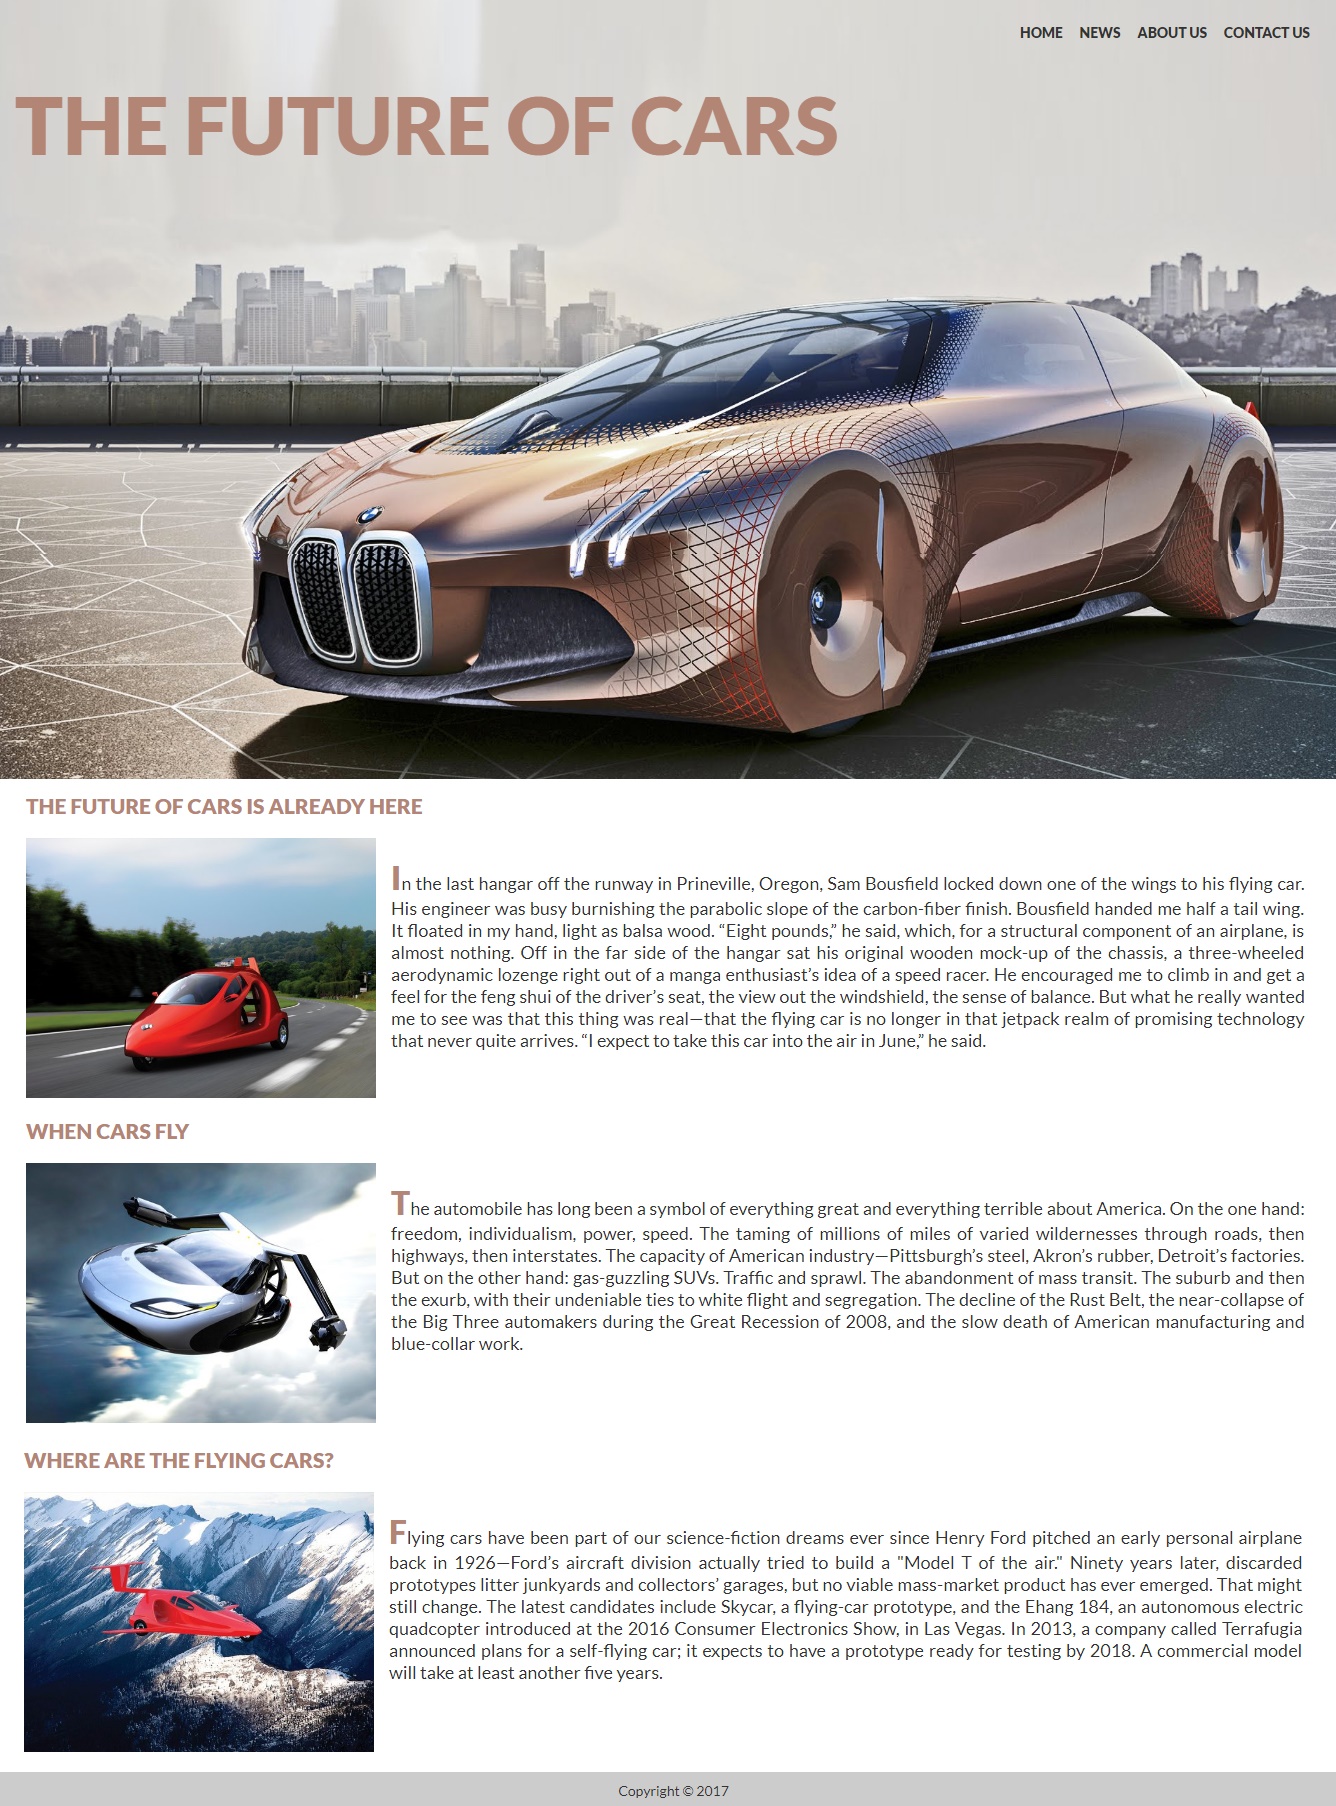 HOME NEWS ABOUT US CONTACT US
THE FUTURE OF CARS
THE FUTURE OF CARS IS ALREADY HERE
In the last hangar off the runway in Prineville, Oregon, Sam Bousfield locked down one of the wings to his flying car.
His engineer was busy burnishing the parabolic slope of the carbon-fiber finish. Bousfield handed me half a tail wing.
It floated in my hand, light as balsa wood. “Eight pounds,” he said, which, for a structural component of an airplane, is
almost nothing. Off in the far side of the hangar sat his original wooden mock-up of the chassis, a three-wheeled
aerodynamic lozenge right out of a manga enthusiast’s idea of a speed racer. He encouraged me to climb in and get a
feel for the feng shui of the driver’s seat, the view out the windshield, the sense of balance. But what he really wanted
me to see was that this thing was real—that the flying car is no longer in that jetpack realm of promising technology
that never quite arrives. “I expect to take this car into the air in June,” he said.
WHEN CARS FLY
The automobile has long been a symbol of everything great and everything terrible about America. On the one hand:
freedom, individualism, power, speed. The taming of millions of miles of varied wildernesses through roads, then
highways, then interstates. The capacity of American industry—Pittsburgh’s steel, Akron’s rubber, Detroit’s factories.
But on the other hand: gas-guzzling SUVs. Traffic and sprawl. The abandonment of mass transit. The suburb and then
the exurb, with their undeniable ties to white flight and segregation. The decline of the Rust Belt, the near-collapse of
the Big Three automakers during the Great Recession of 2008, and the slow death of American manufacturing and
blue-collar work.
WHERE ARE THE FLYING CARS?
Flying cars have been part of our science-fiction dreams ever since Henry Ford pitched an early personal airplane
back in 1926—Ford’s aircraft division actually tried to build a "Model T of the air." Ninety years later, discarded
prototypes litter junkyards and collectors’ garages, but no viable mass-market product has ever emerged. That might
still change. The latest candidates include Skycar, a flying-car prototype, and the Ehang 184, an autonomous electric
quadcopter introduced at the 2016 Consumer Electronics Show, in Las Vegas. In 2013, a company called Terrafugia
announced plans for a self-flying car; it expects to have a prototype ready for testing by 2018. A commercial model
will take at least another five years.
Copyright © 2017